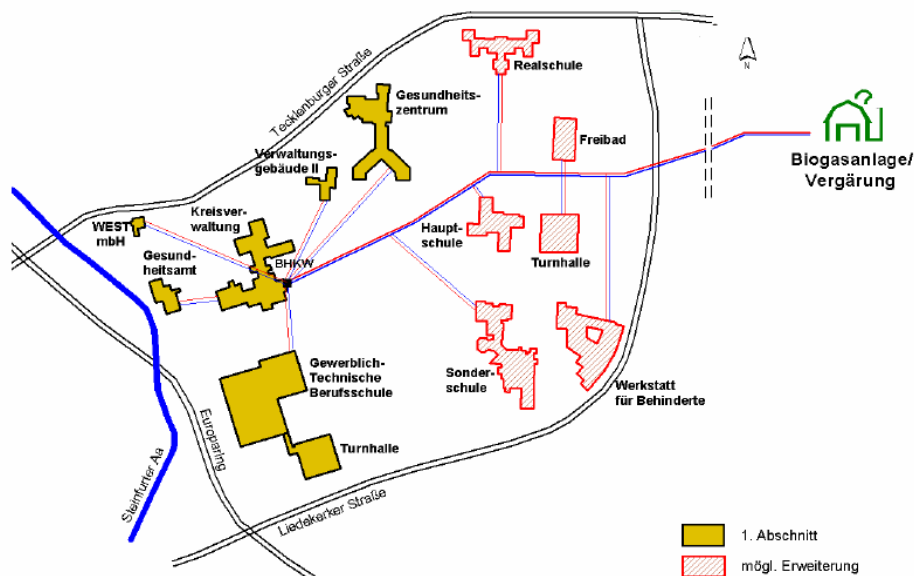 Tecklenburger Straße
Realschule
N
Gesundheits-
zentrum
Freibad
Biogasanlage/
Vergärung
Verwaltungs-
gebäude II
Kreisver-
waltung
WEST
mbH
Haupt-
schule
Gesund-
heitsamt
BHKW
Turnhalle
Gewerblich-
Technische
Berufsschule
Sonder-
schule
Werkstatt
für Behinderte
Europaring
Turnhalle
Steinfurter Aa
Liedekerker Straße
1. Abschnitt
mögl. Erweiterung